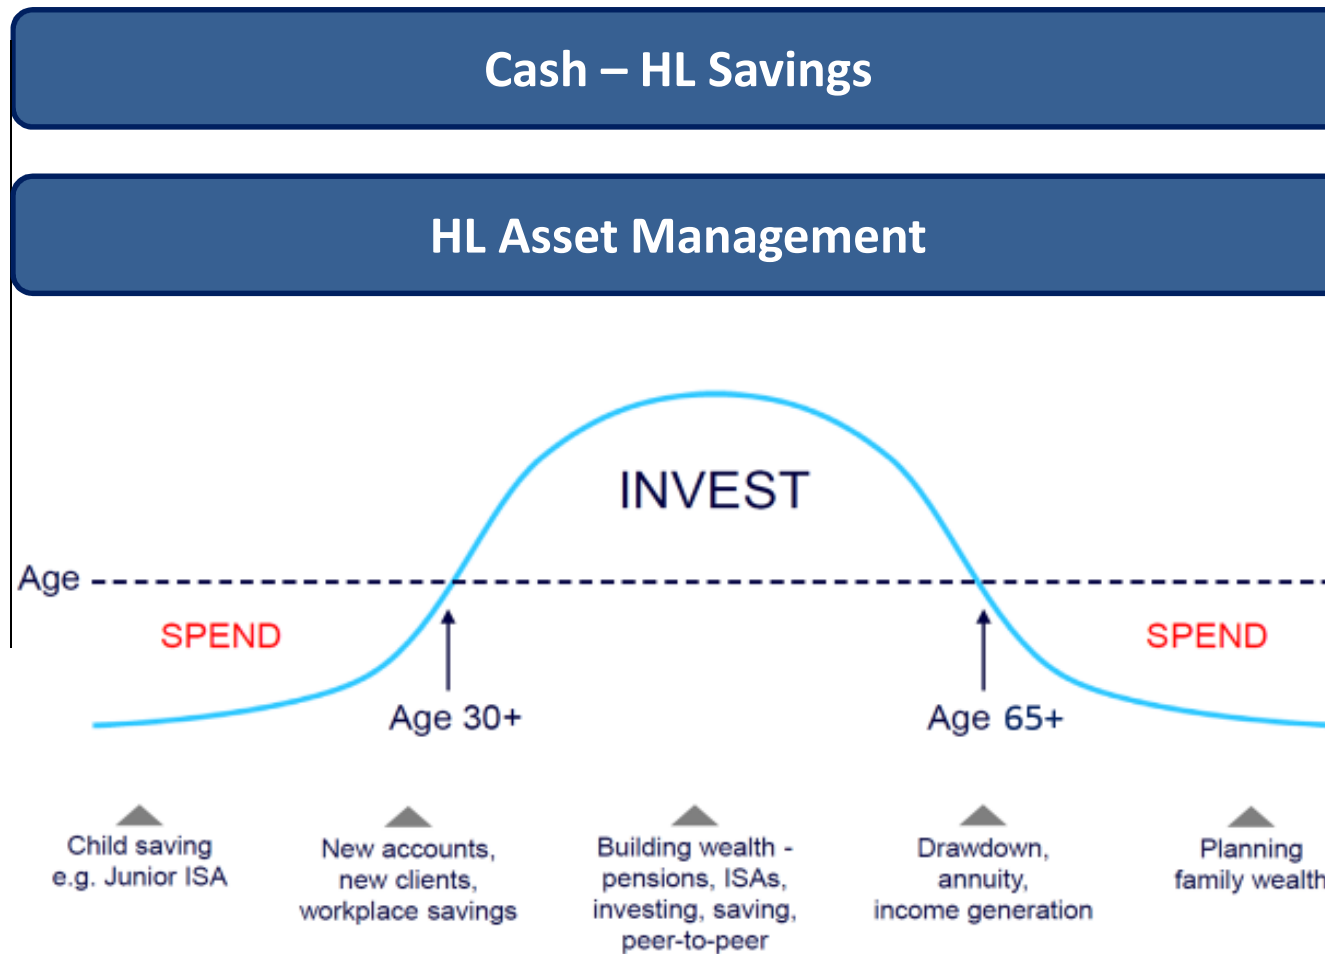 Cash – HL Savings
HL Asset Management
INVEST
Age
SPEND
SPEND
Age 30+
Age 65+
Child saving
e.g. Junior ISA
New accounts,
new clients,
workplace savings
Building wealth -
pensions, ISAs,
investing, saving,
peer-to-peer
Drawdown,
annuity,
income generation
Planning
family wealth